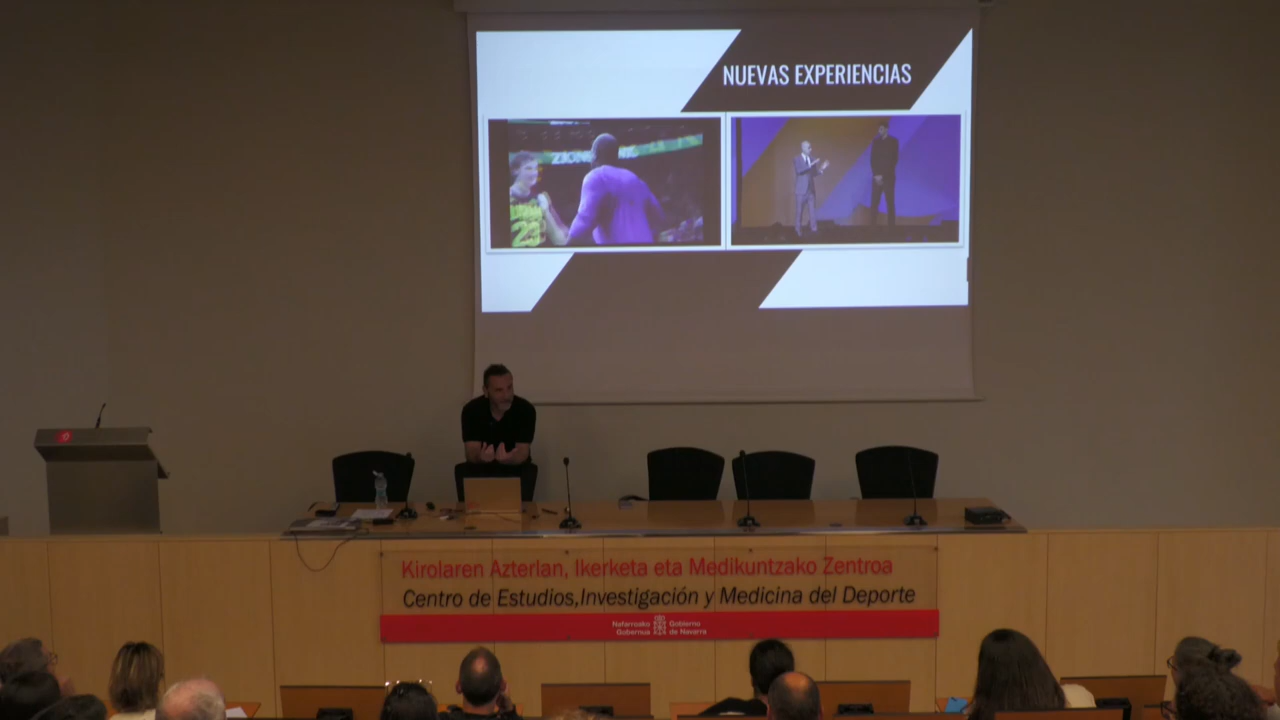 NUEVAS EXPERIENCIAS
23
Kirolaren Azterlan, Ikerketa eta Medikuntzako Zentroa
Centro de Estudios,Investigación y Medicina del Deporte
Nafarroako Gobernua
Gobierno de Navarra